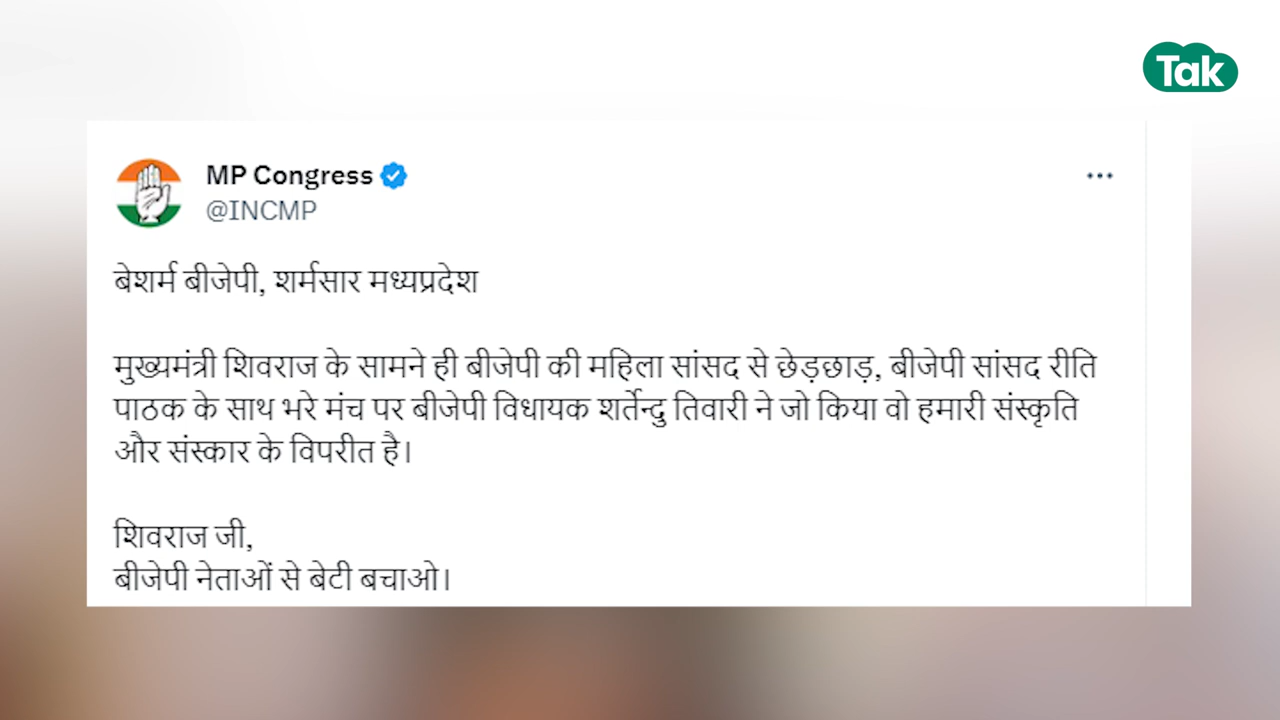 Tak
MP Congress
@INCMP
बेशर्म बीजेपी, शर्मसार मध्यप्रदेश
मुख्यमंत्री शिवराज के सामने ही बीजेपी की महिला सांसद से छेड़छाड़, बीजेपी सांसद रीति
पाठक के साथ भरे मंच पर बीजेपी विधायक शर्तेन्दु तिवारी ने जो किया वो हमारी संस्कृति
और संस्कार के विपरीत है।
शिवराज जी,
बीजेपी नेताओं से बेटी बचाओ।